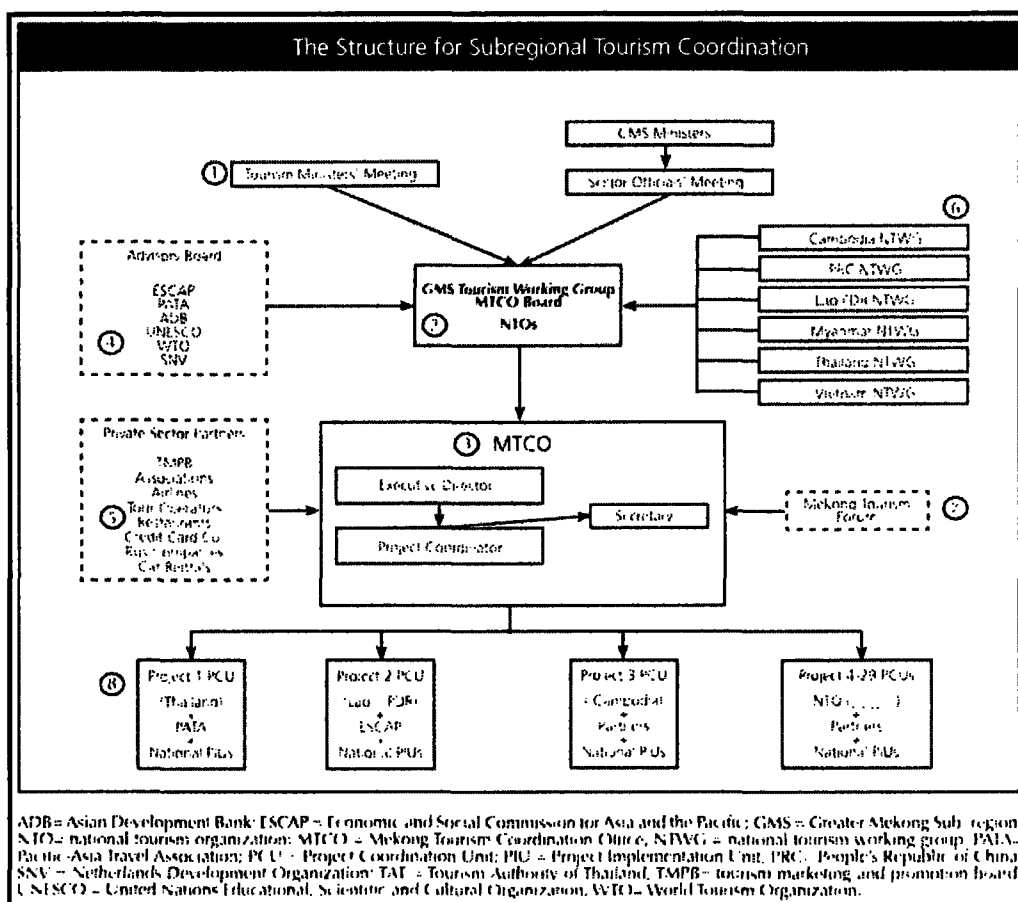 The Structure for Subregional Tourism Coordination
GMS Ministers
1 Tourism Ministers' Meeting
Sector Officials' Meeting
6
Cambodia NTWG
PRC NTWG
Lao PDR NTWG
Myanmar NTWG
Thailand NTWG
Vietnam NTWG
Advisory Board
ESCAP
PATA
ADB
UNESCO
4 WTO
SNV
GMS Tourism Working Group
MTCO Board
NTOs
Private Sector Partners
TMPB
Associations
Airlines
5 Tour Operators
Restaurants
Credit Card Co
Bus Companies
Car Rentals
3 MTCO
Executive Director
Secretary
Project Coordinator
Mekong Tourism
Forum
8
Project 1 PCU
(Thailand)
+
PATA
+
National PIUs
Project 2 PCU
(Lao PDR)
+
ESCAP
+
National PIUs
Project 3 PCU
(Cambodia)
+
Partners
+
National PIUs
Project 4-29 PCUs
NTO (_ _ _ _)
+
Partners
+
National PIUs
ADB= Asian Development Bank; ESCAP = Economic and Social Commission for Asia and the Pacific; GMS = Greater Mekong Sub-region
NTO= national tourism organization; MTCO = Mekong Tourism Coordination Office, NTWG = national tourism working group; PATA=
Pacific-Asia Travel Association; PCU = Project Coordination Unit; PIU = Project Implementation Unit, PRC= People's Republic of China
SNV = Netherlands Development Organization; TAT = Tourism Authority of Thailand, TMPB= tourism marketing and promotion board
UNESCO = United Nations Educational, Scientific and Cultural Organization, WTO= World Tourism Organization.